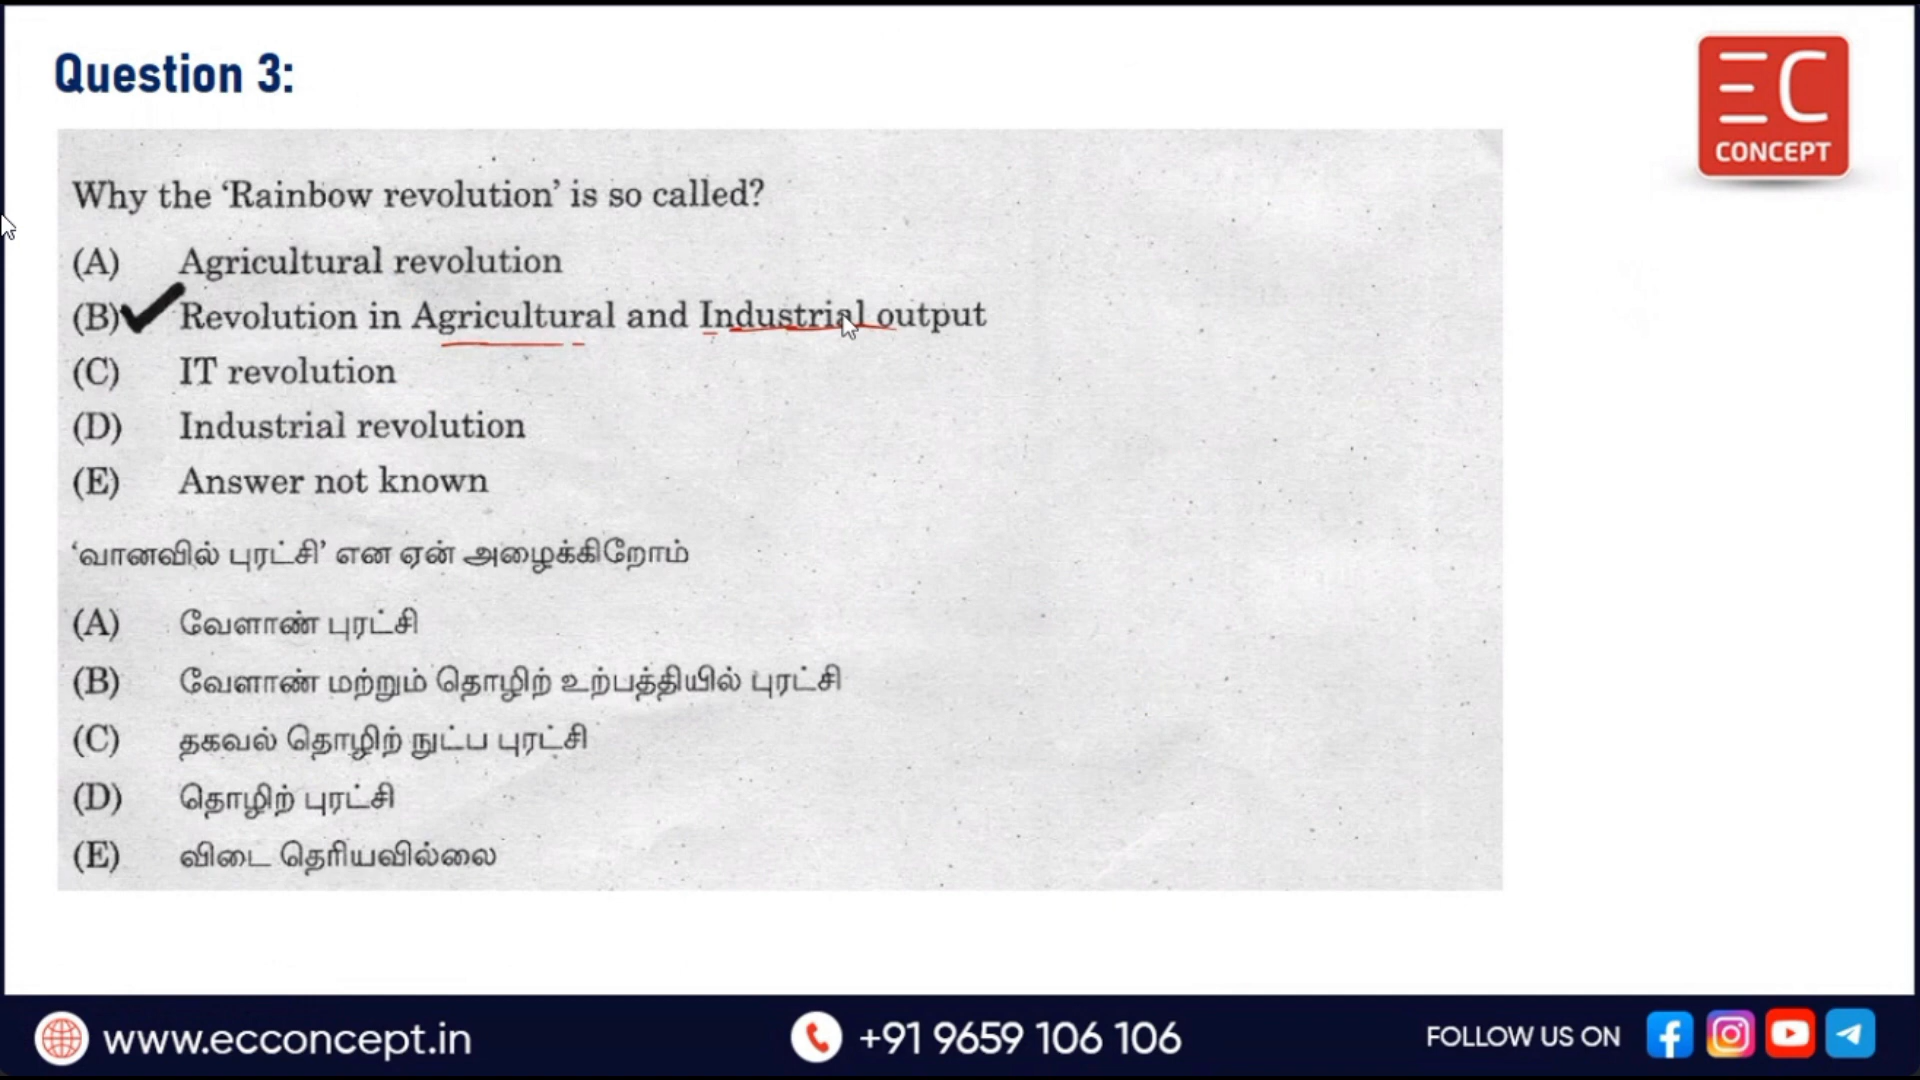 Question 3:
EC
CONCEPT
Why the ‘Rainbow revolution’ is so called?
(A) Agricultural revolution
(B) Revolution in Agricultural and Industrial output
(C) IT revolution
(D) Industrial revolution
(E) Answer not known
‘வானவில் புரட்சி’ என ஏன் அழைக்கிறோம்
(A) வேளாண் புரட்சி
(B) வேளாண் மற்றும் தொழிற் உற்பத்தியில் புரட்சி
(C) தகவல் தொழிற் நுட்ப புரட்சி
(D) தொழிற் புரட்சி
(E) விடை தெரியவில்லை
www.ecconcept.in
+91 9659 106 106
FOLLOW US ON